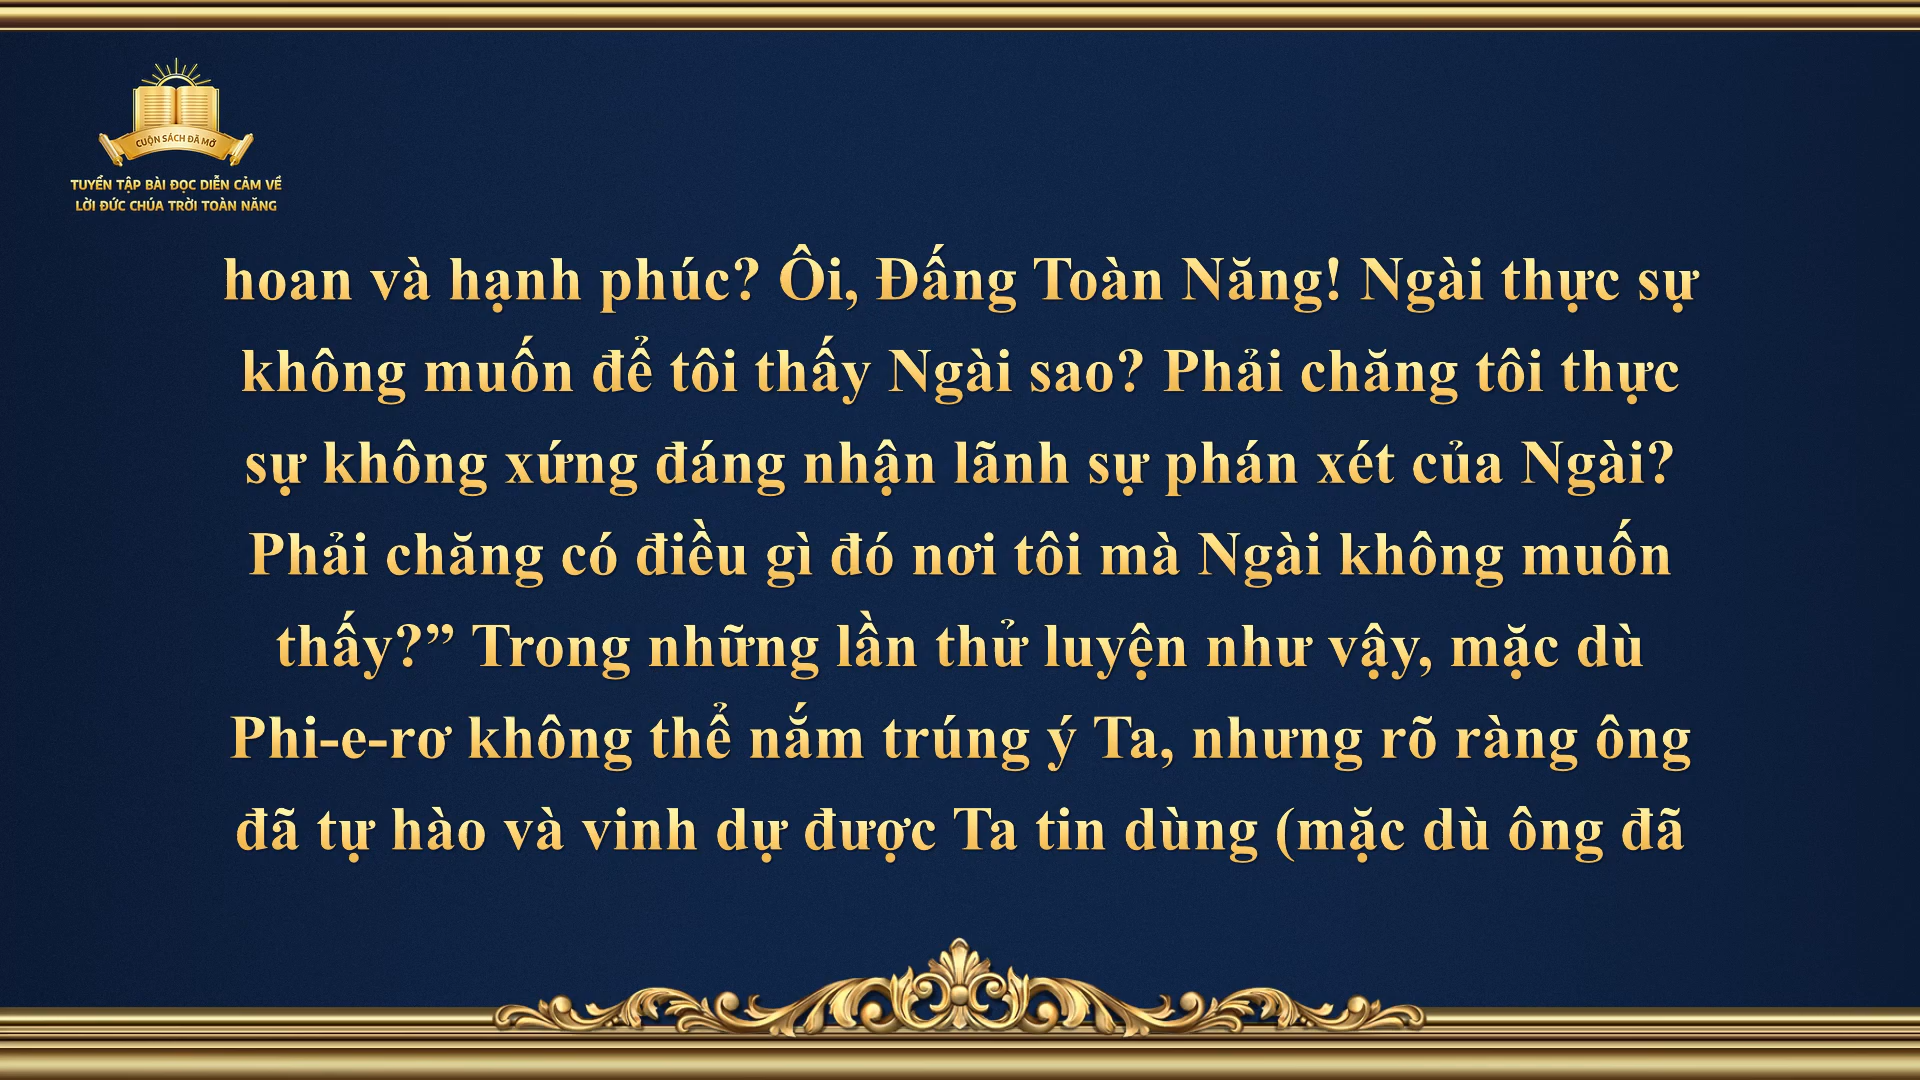 CUỘN SÁCH ĐÃ MỞ
TUYỂN TẬP BÀI ĐỌC DIỄN CẢM VỀ
LỜI ĐỨC CHÚA TRỜI TOÀN NĂNG
hoan và hạnh phúc? Ôi, Đấng Toàn Năng! Ngài thực sự
không muốn để tôi thấy Ngài sao? Phải chăng tôi thực
sự không xứng đáng nhận lãnh sự phán xét của Ngài?
Phải chăng có điều gì đó nơi tôi mà Ngài không muốn
thấy?” Trong những lần thử luyện như vậy, mặc dù
Phi-e-rơ không thể nắm trúng ý Ta, nhưng rõ ràng ông
đã tự hào và vinh dự được Ta tin dùng (mặc dù ông đã